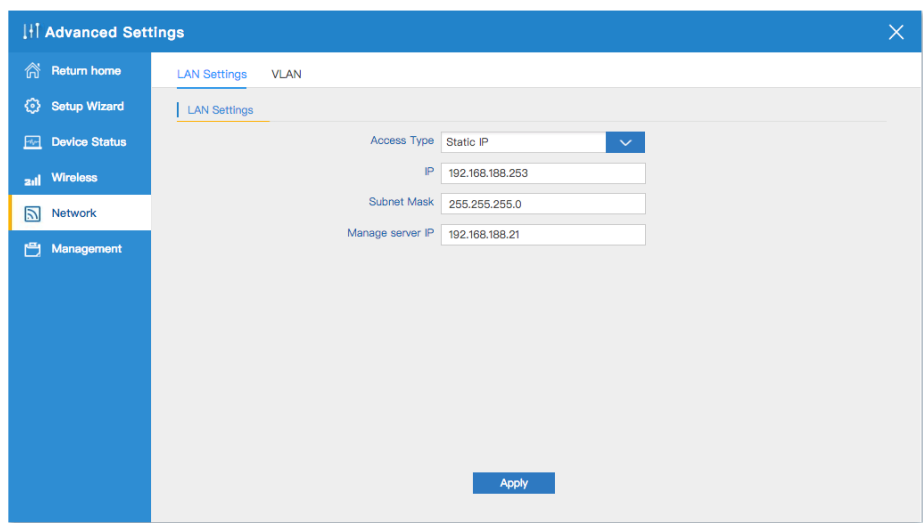 Advanced Settings
Return home
Setup Wizard
Device Status
Wireless
Network
Management
LAN Settings VLAN
LAN Settings
Access Type Static IP
IP 192.168.188.253
Subnet Mask 255.255.255.0
Manage server IP 192.168.188.21
Apply